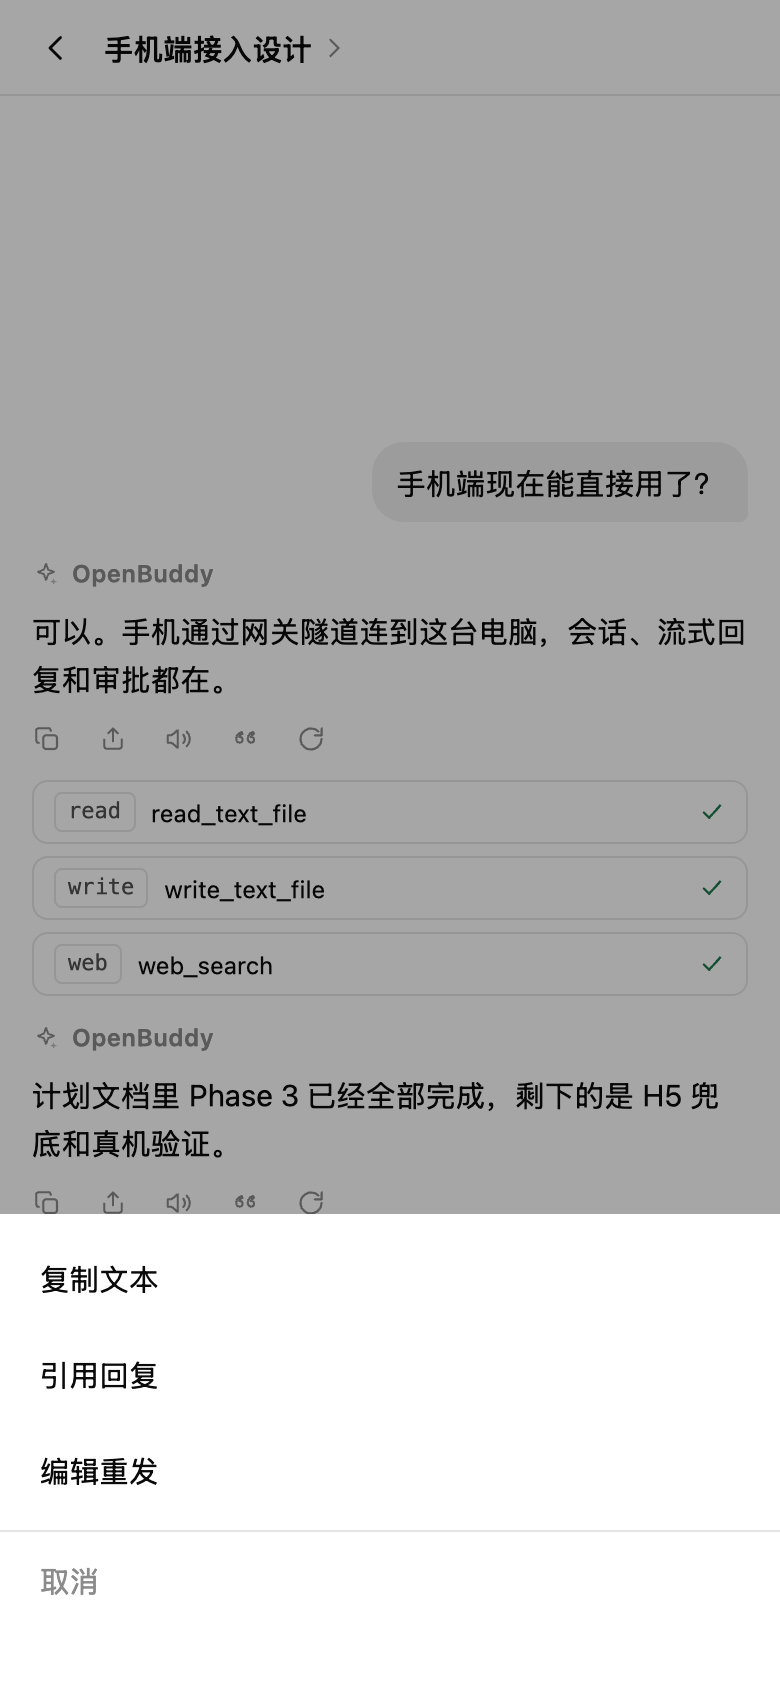 手机端接入设计
手机端现在能直接用了?
OpenBuddy
可以。手机通过网关隧道连到这台电脑，会话、流式回
复和审批都在。
read read_text_file
write write_text_file
web web_search
OpenBuddy
计划文档里 Phase 3 已经全部完成，剩下的是 H5 兜
底和真机验证。
复制文本
引用回复
编辑重发
取消